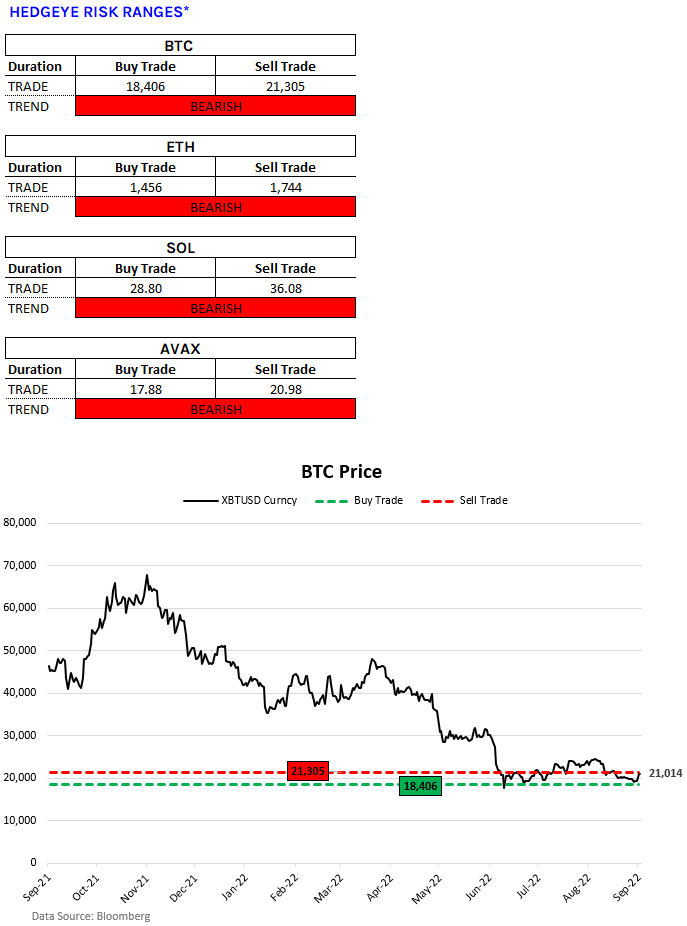 HEDGEYE RISK RANGES*
BTC
Duration Buy Trade Sell Trade
TRADE 18,406 21,305
TREND BEARISH
ETH
Duration Buy Trade Sell Trade
TRADE 1,456 1,744
TREND BEARISH
SOL
Duration Buy Trade Sell Trade
TRADE 28.80 36.08
TREND BEARISH
AVAX
Duration Buy Trade Sell Trade
TRADE 17.88 20.98
TREND BEARISH
BTC Price
XBTUSD Curncy Buy Trade Sell Trade
80,000
70,000
60,000
50,000
40,000
30,000
21,305 21,014
20,000
18,406
10,000
0
Sep-21 Oct-21 Nov-21 Dec-21 Jan-22 Feb-22 Mar-22 Apr-22 May-22 Jun-22 Jul-22 Aug-22 Sep-22
Data Source: Bloomberg